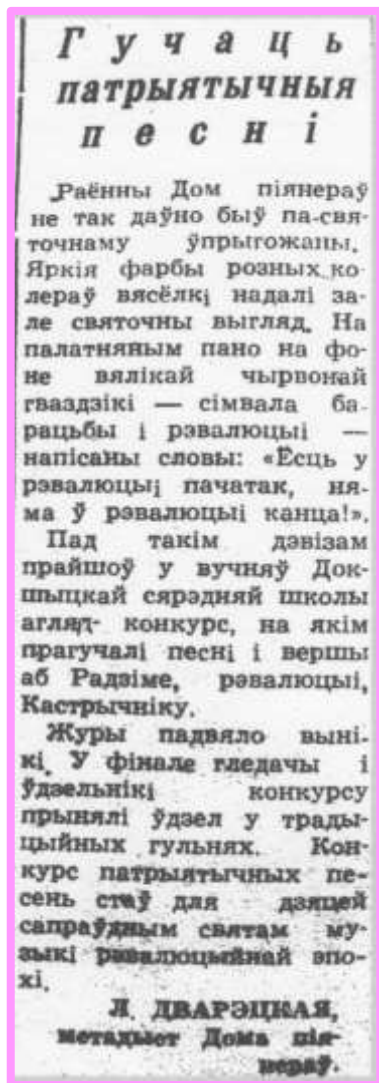 Гучаць
патрыятычныя
песні
Раённы Дом піянераў
не так даўно быў па-свя-
точнаму ўпрыгожаны.
Яркія фарбы розных ко-
лераў вясёлкі надалі за-
ле святочны выгляд. На
палатняным пано на фо-
не вялікай чырвонай
гваздзікі — сімвала ба-
рацьбы і рэвалюцыі —
напісаны словы: «Ёсць у
рэвалюцыі пачатак, ня-
ма ў рэвалюцыі канца!».
Пад такім дэвізам
прайшоў у вучняў Док-
шыцкай сярэдняй школы
агляд-конкурс, на якім
прагучалі песні і вершы
аб Радзіме, рэвалюцыі,
Кастрычніку.
Журы падвяло выні-
кі. У фінале гледачы і
ўдзельнікі конкурсу
прынялі ўдзел у трады-
цыйных гульнях. Кон-
курс патрыятычных пе-
сень стаў для дзяцей
сапраўдным святам му-
зыкі рэвалюцыйнай эпо-
хі.
Л. ДВАРЭЦКАЯ,
метадыст Дома пія-
нераў.